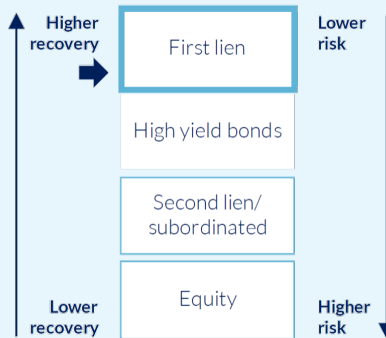 Higher
recovery
First lien
Lower
risk
High yield bonds
Second lien/
subordinated
Equity
Lower
recovery
Higher
risk